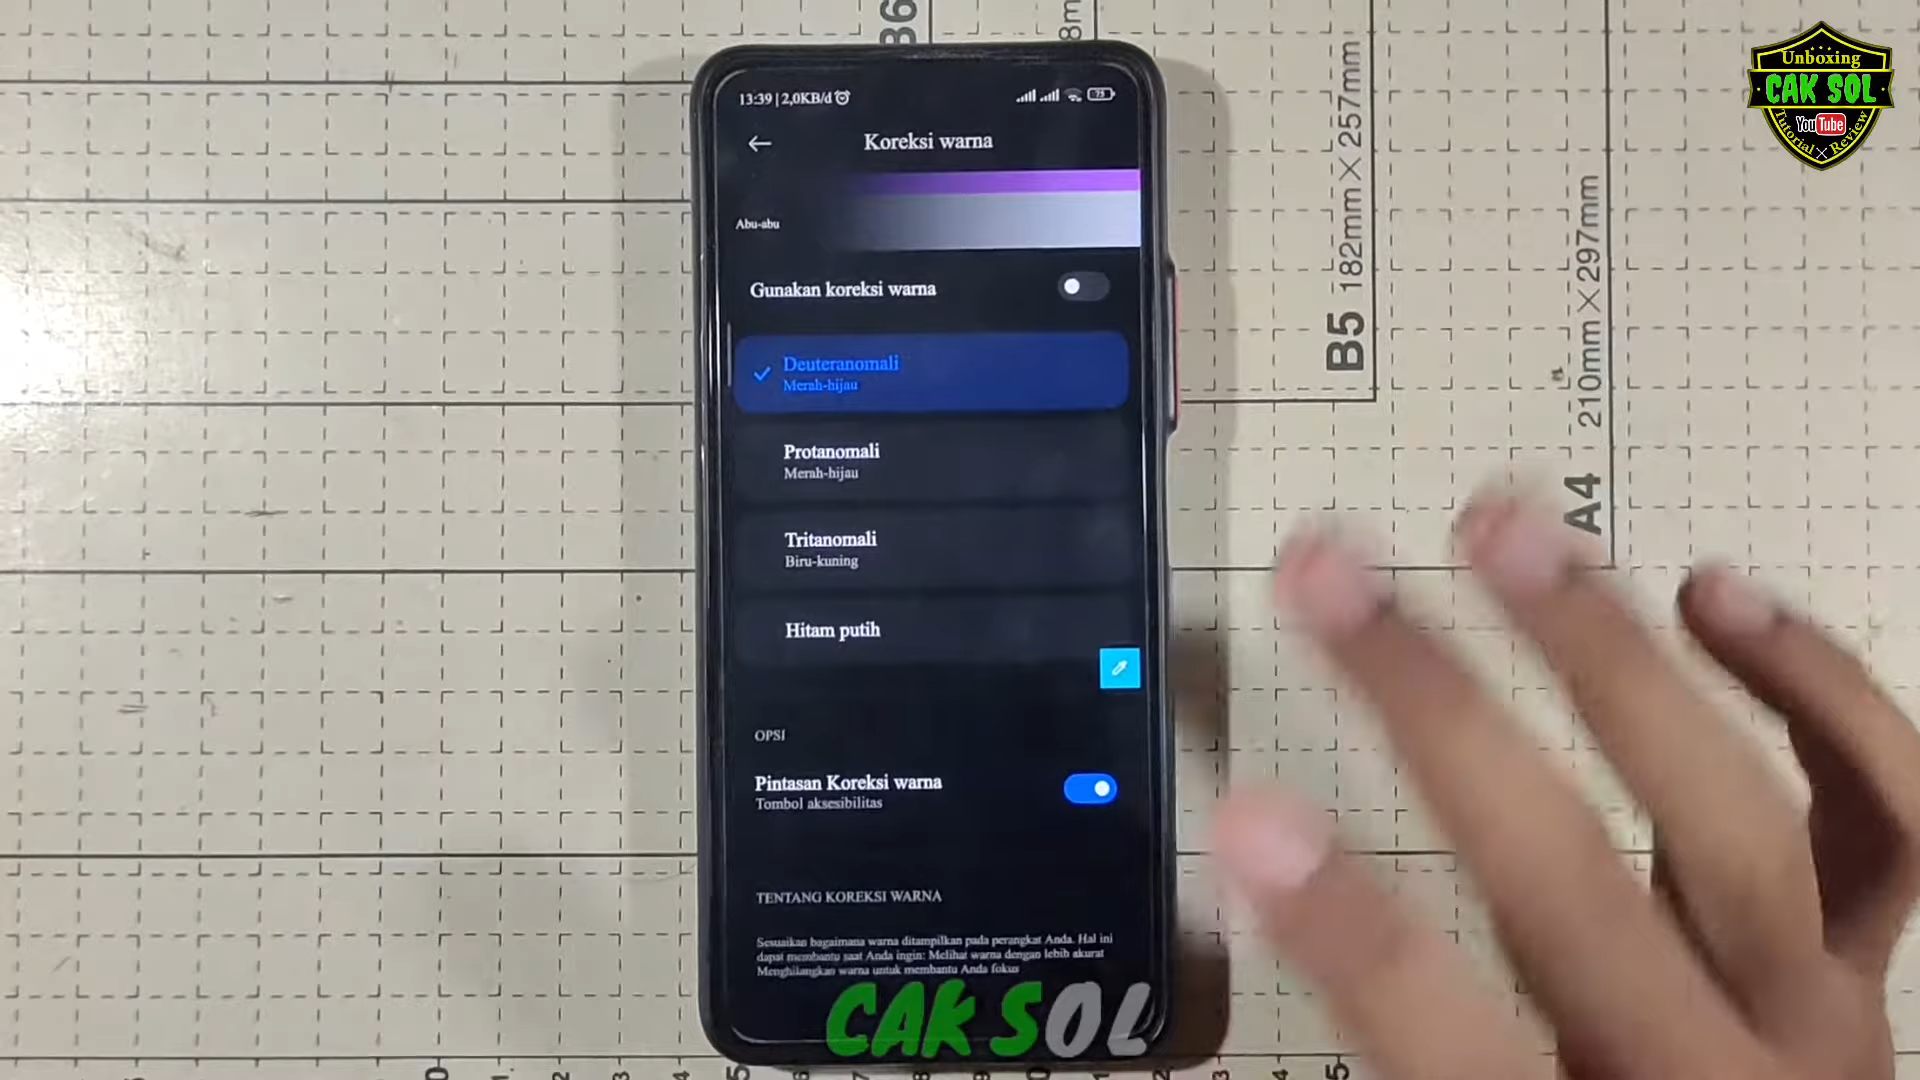 B6
8m
Unboxing
CAK SOL
YouTube
Tutorial X Review
13:39 | 2,0KB/d
75
Koreksi warna
Abu-abu
Gunakan koreksi warna
Deuteranomali
Merah-hijau
Protanomali
Merah-hijau
Tritanomali
Biru-kuning
Hitam putih
OPSI
Pintasan Koreksi warna
Tombol aksesibilitas
TENTANG KOREKSI WARNA
Sesuaikan bagaimana warna ditampilkan pada perangkat Anda. Hal ini
dapat membantu saat Anda ingin: Melihat warna dengan lebih akurat
Menghilangkan warna untuk membantu Anda fokus
CAK SOL
B5 182mm×257mm
A4 210mm×297mm